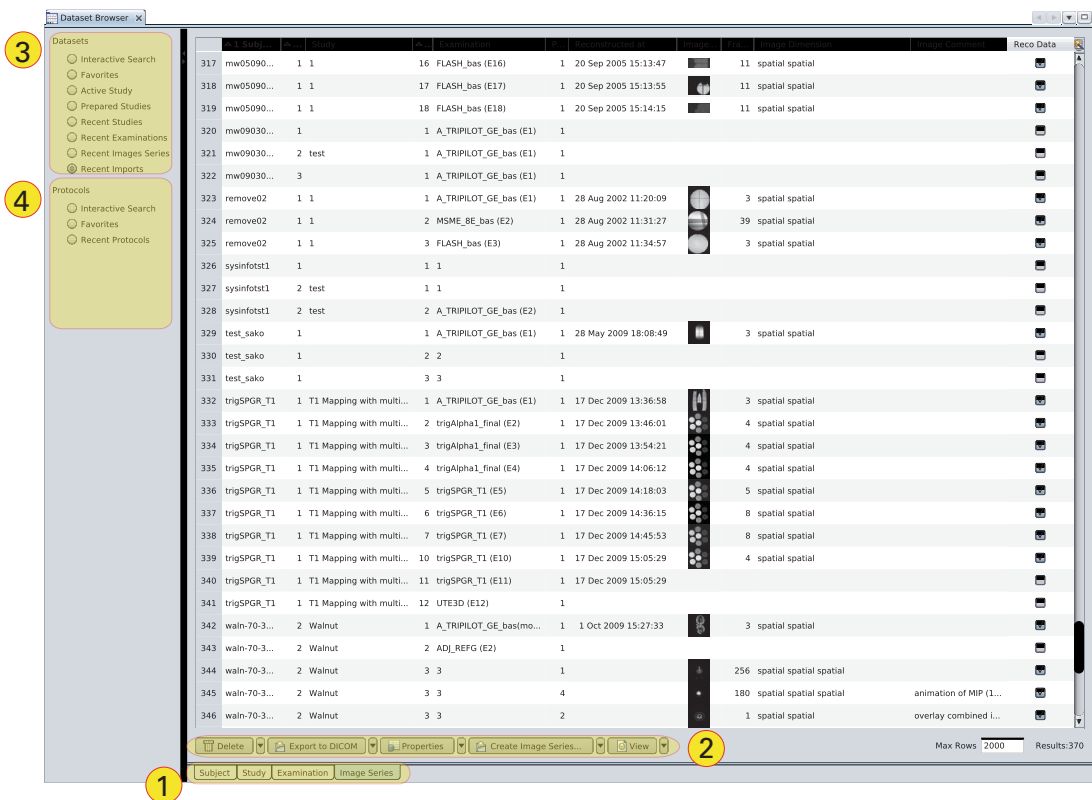 Dataset Browser X
3
Datasets
Interactive Search
Favorites
Active Study
Prepared Studies
Recent Studies
Recent Examinations
Recent Images Series
Recent Imports
4
Protocols
Interactive Search
Favorites
Recent Protocols
1 Subj... ... Study ... Examination P... Reconstructed at Image... Fra... Image Dimension Image Comment Reco Data
317 mw05090... 1 1 16 FLASH_bas (E16) 1 20 Sep 2005 15:13:47 11 spatial spatial
318 mw05090... 1 1 17 FLASH_bas (E17) 1 20 Sep 2005 15:13:55 11 spatial spatial
319 mw05090... 1 1 18 FLASH_bas (E18) 1 20 Sep 2005 15:14:15 11 spatial spatial
320 mw09030... 1 1 A_TRIPILOT_GE_bas (E1) 1
321 mw09030... 2 test 1 A_TRIPILOT_GE_bas (E1) 1
322 mw09030... 3 1 A_TRIPILOT_GE_bas (E1) 1
323 remove02 1 1 1 A_TRIPILOT_GE_bas (E1) 1 28 Aug 2002 11:20:09 3 spatial spatial
324 remove02 1 1 2 MSME_8E_bas (E2) 1 28 Aug 2002 11:31:27 39 spatial spatial
325 remove02 1 1 3 FLASH_bas (E3) 1 28 Aug 2002 11:34:57 3 spatial spatial
326 sysinfotst1 1 1 1 1
327 sysinfotst1 2 test 1 1 1
328 sysinfotst1 2 test 2 A_TRIPILOT_GE_bas (E2) 1
329 test_sako 1 1 A_TRIPILOT_GE_bas (E1) 1 28 May 2009 18:08:49 3 spatial spatial
330 test_sako 1 2 2 1
331 test_sako 1 3 3 1
332 trigSPGR_T1 1 T1 Mapping with multi... 1 A_TRIPILOT_GE_bas (E1) 1 17 Dec 2009 13:36:58 3 spatial spatial
333 trigSPGR_T1 1 T1 Mapping with multi... 2 trigAlpha1_final (E2) 1 17 Dec 2009 13:46:01 4 spatial spatial
334 trigSPGR_T1 1 T1 Mapping with multi... 3 trigAlpha1_final (E3) 1 17 Dec 2009 13:54:21 4 spatial spatial
335 trigSPGR_T1 1 T1 Mapping with multi... 4 trigAlpha1_final (E4) 1 17 Dec 2009 14:06:12 4 spatial spatial
336 trigSPGR_T1 1 T1 Mapping with multi... 5 trigSPGR_T1 (E5) 1 17 Dec 2009 14:18:03 5 spatial spatial
337 trigSPGR_T1 1 T1 Mapping with multi... 6 trigSPGR_T1 (E6) 1 17 Dec 2009 14:36:15 8 spatial spatial
338 trigSPGR_T1 1 T1 Mapping with multi... 7 trigSPGR_T1 (E7) 1 17 Dec 2009 14:45:53 8 spatial spatial
339 trigSPGR_T1 1 T1 Mapping with multi... 10 trigSPGR_T1 (E10) 1 17 Dec 2009 15:05:29 4 spatial spatial
340 trigSPGR_T1 1 T1 Mapping with multi... 11 trigSPGR_T1 (E11) 1 17 Dec 2009 15:05:29
341 trigSPGR_T1 1 T1 Mapping with multi... 12 UTE3D (E12) 1
342 waln-70-3... 2 Walnut 1 A_TRIPILOT_GE_bas(mo... 1 1 Oct 2009 15:27:33 3 spatial spatial
343 waln-70-3... 2 Walnut 2 ADJ_REFG (E2) 1
344 waln-70-3... 2 Walnut 3 3 1 256 spatial spatial spatial
345 waln-70-3... 2 Walnut 3 3 4 180 spatial spatial spatial animation of MIP (1...
346 waln-70-3... 2 Walnut 3 3 2 1 spatial spatial overlay combined i...
Delete Export to DICOM Properties Create Image Series... View 2 Max Rows 2000 Results:370
1 Subject Study Examination Image Series